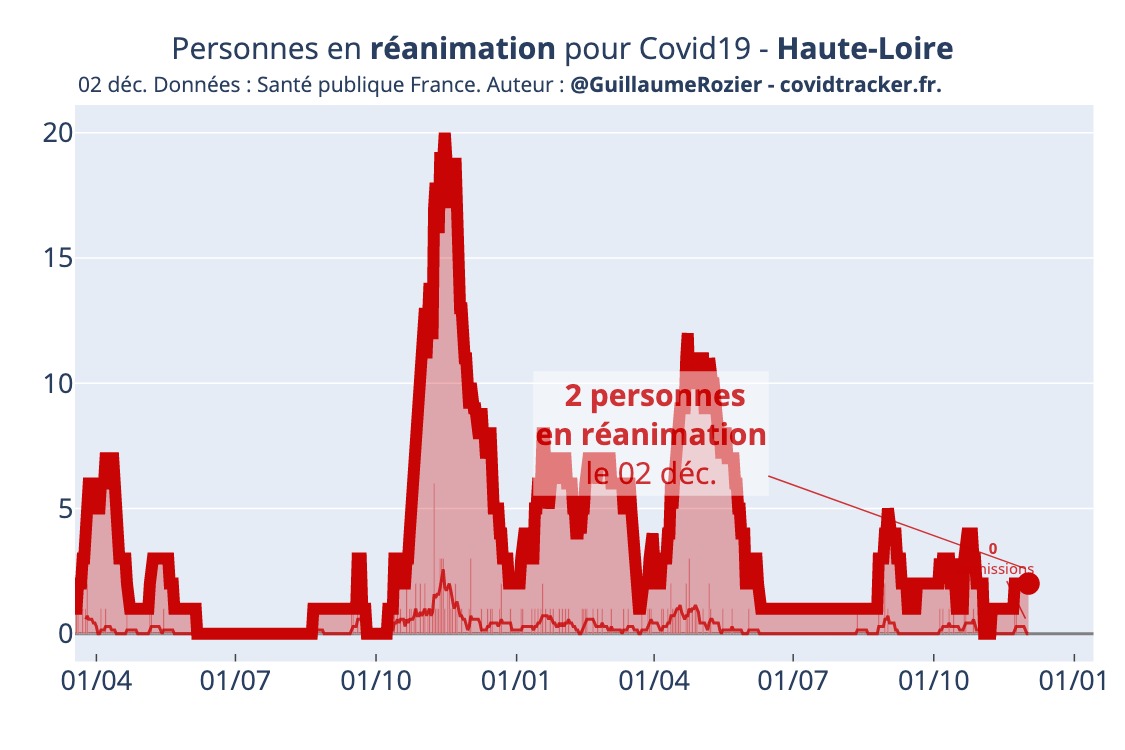 Personnes en réanimation pour Covid19 - Haute-Loire
02 déc. Données : Santé publique France. Auteur : @GuillaumeRozier - covidtracker.fr.
20
15
10
5
0
2 personnes
en réanimation
le 02 déc.
0
01/04
01/07
01/10
01/01
01/04
01/07
01/10
01/01